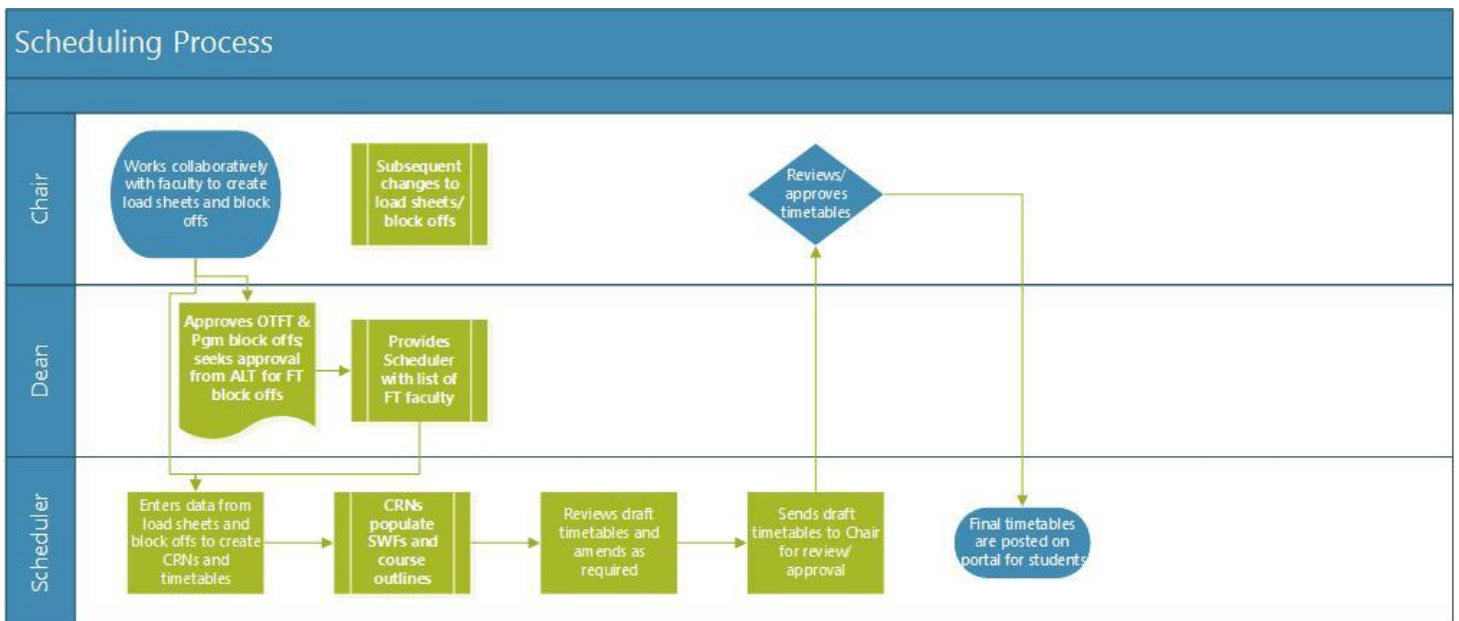 Scheduling Process
Chair
Works collaboratively
with faculty to create
load sheets and block
offs
Subsequent
changes to
load sheets/
block offs
Reviews/
approves
timetables
Dean
Approves OTFT &
Pgm block offs;
seeks approval
from ALT for FT
block offs
Provides
Scheduler
with list of
FT faculty
Scheduler
Enters data from
load sheets and
block offs to create
CRNs and
timetables
CRNs
populate
SWFs and
course
outlines
Reviews draft
timetables and
amends as
required
Sends draft
timetables to Chair
for review/
approval
Final timetables
are posted on
portal for students